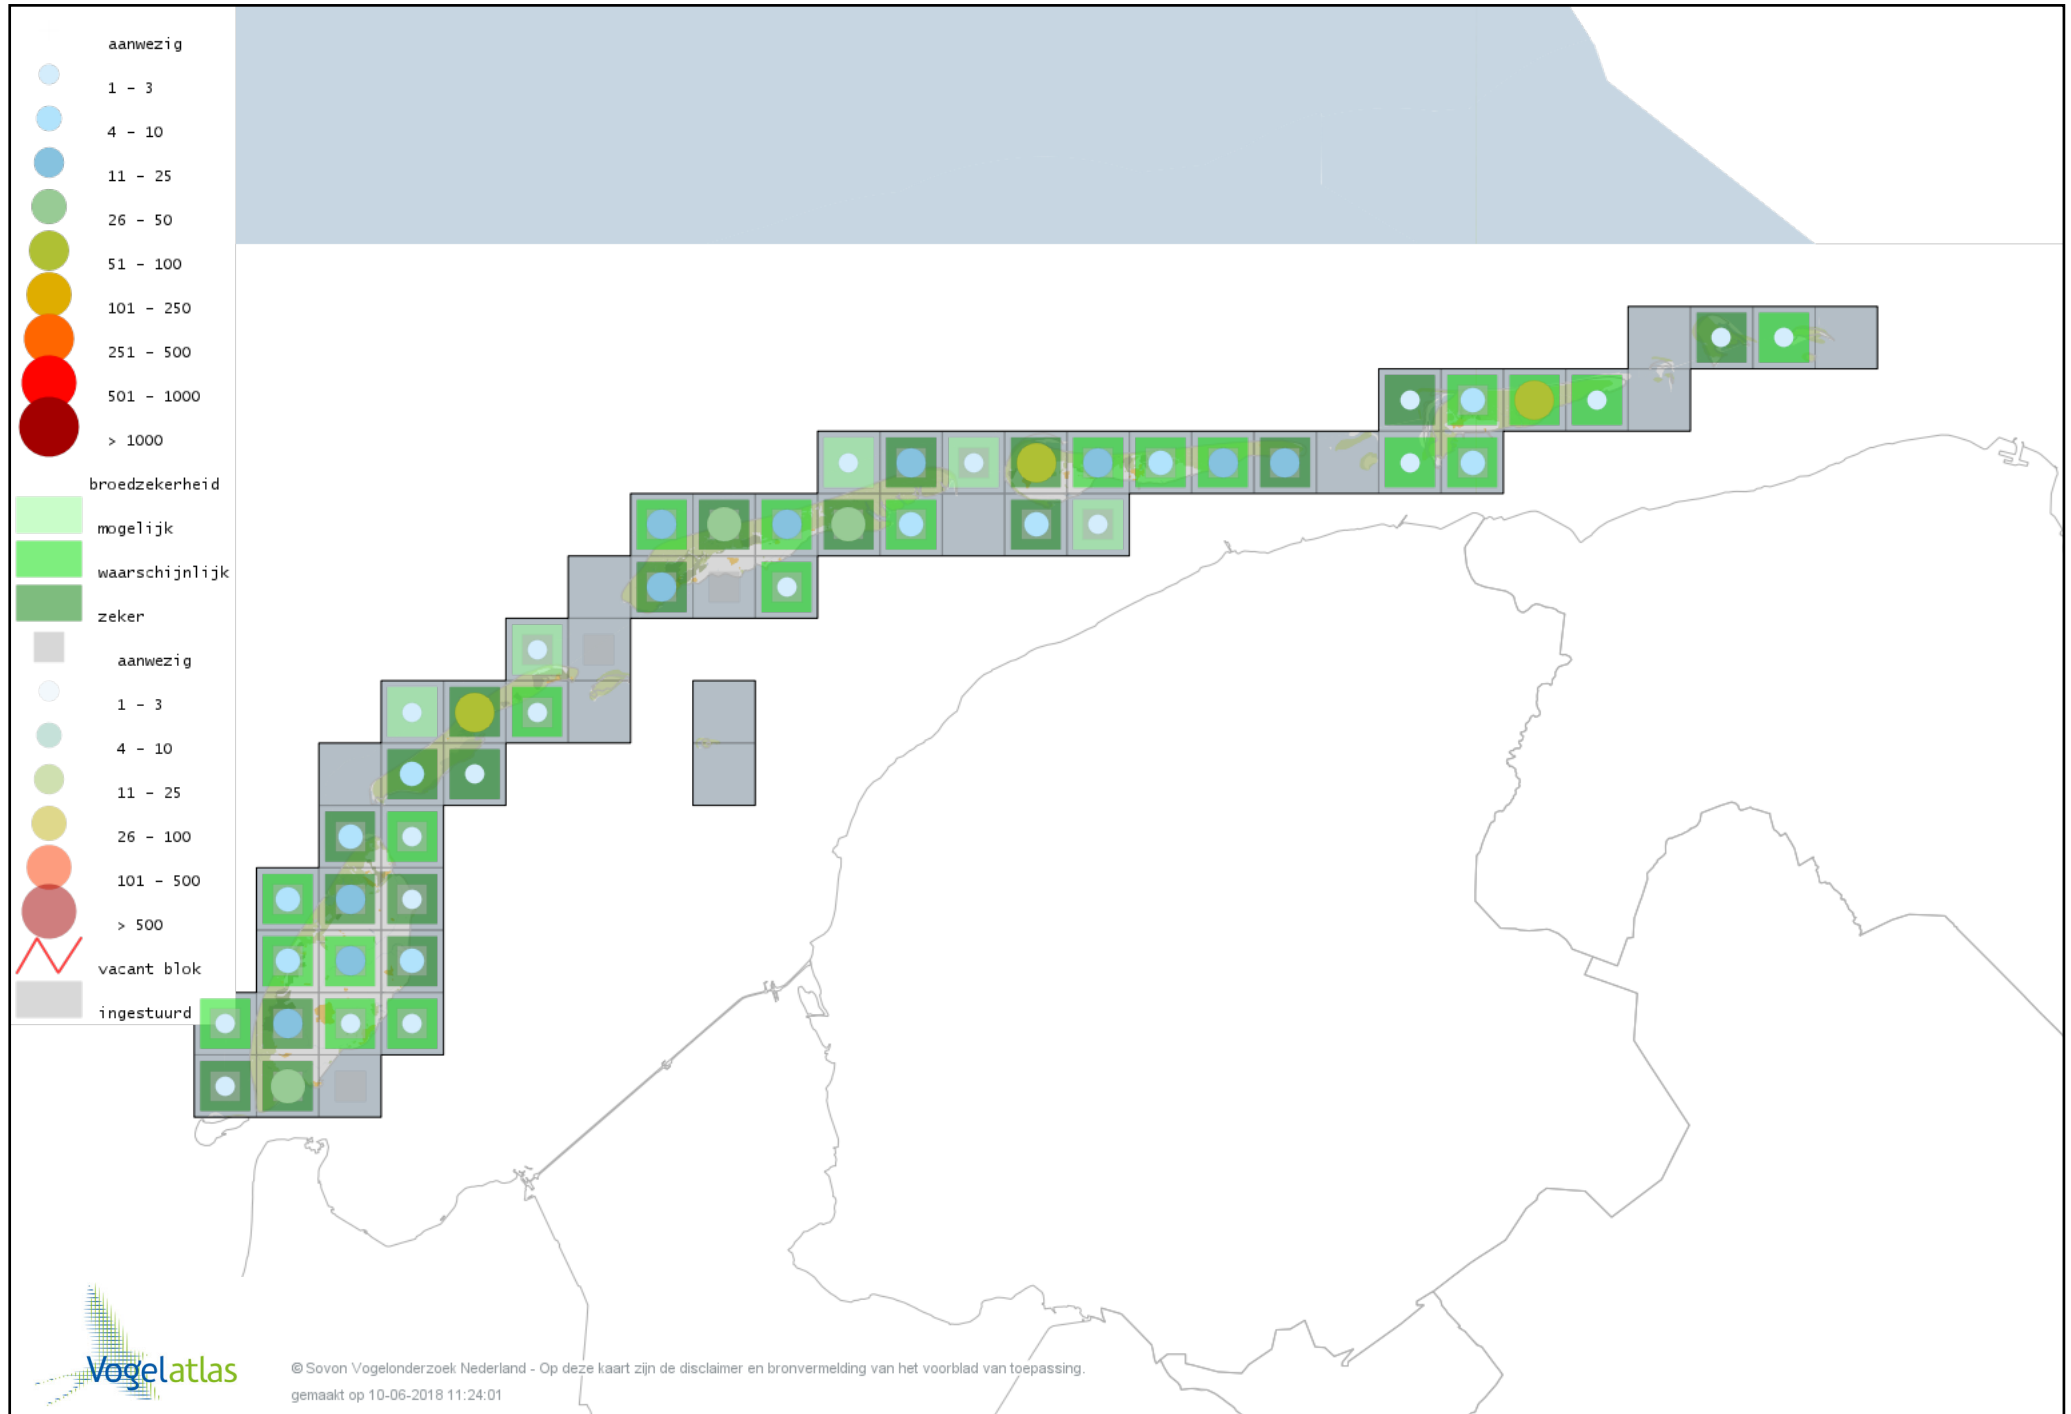 aanwezig
1 - 3
4 - 10
11 - 25
26 - 50
51 - 100
101 - 250
251 - 500
501 - 1000
> 1000
broedzekerheid
mogelijk
waarschijnlijk
zeker
aanwezig
1 - 3
4 - 10
11 - 25
26 - 100
101 - 500
> 500
vacant blok
ingestuurd
Vogelatlas
© Sovon Vogelonderzoek Nederland - Op deze kaart zijn de disclaimer en bronvermelding van het voorblad van toepassing.
gemaakt op 10-06-2018 11:24:01